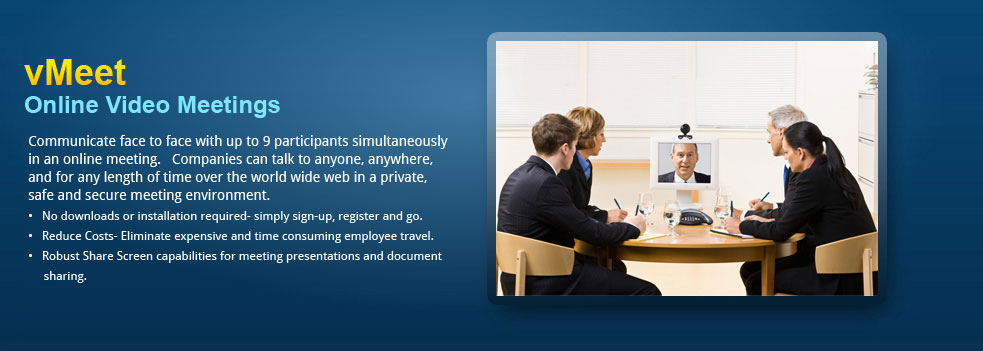 vMeet
Online Video Meetings
Communicate face to face with up to 9 participants simultaneously
in an online meeting.   Companies can talk to anyone, anywhere,
and for any length of time over the world wide web in a private,
safe and secure meeting environment.
• No downloads or installation required- simply sign-up, register and go.
• Reduce Costs- Eliminate expensive and time consuming employee travel.
• Robust Share Screen capabilities for meeting presentations and document
sharing.